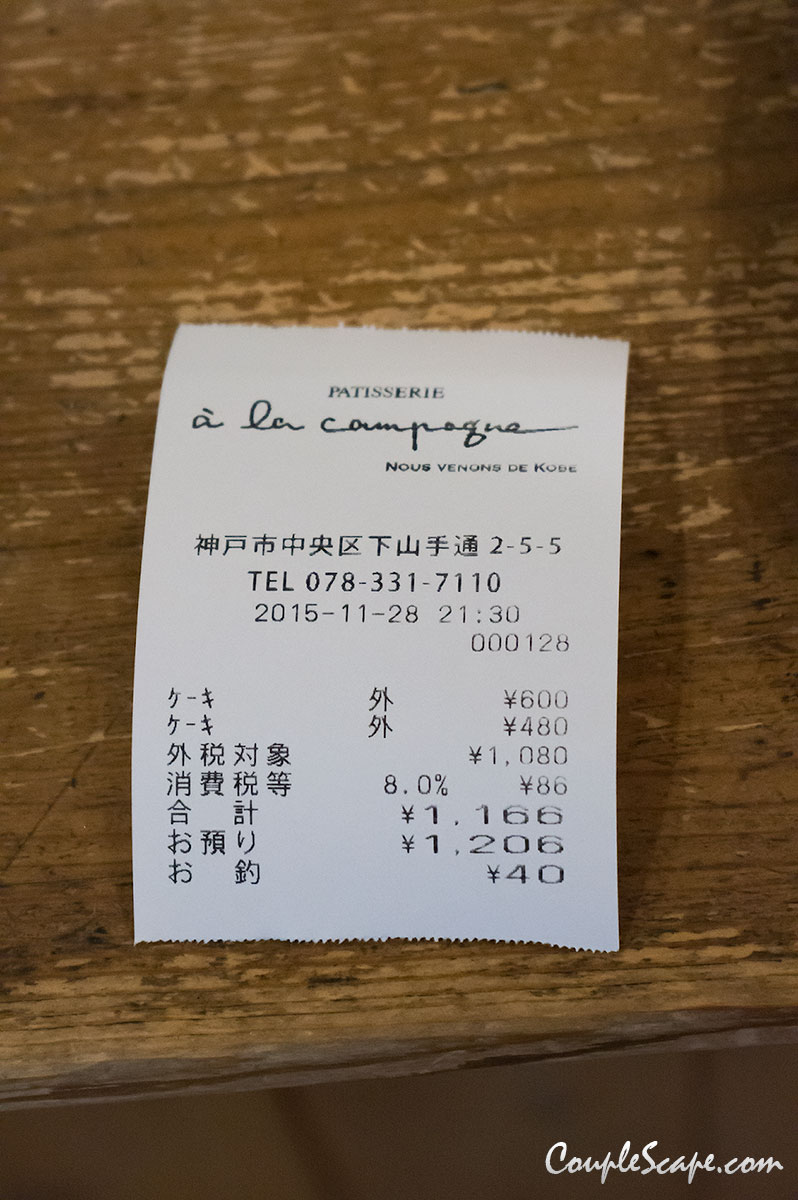 PATISSERIE
à la campagne
NOUS VENONS DE KOBE
神戸市中央区下山手通 2-5-5
TEL 078-331-7110
2015-11-28 21:30
000128
ｹｰｷ 外 ¥600
ｹｰｷ 外 ¥480
外税対象 ¥1,080
消費税等 8.0% ¥86
合 計 ¥1,166
お預り ¥1,206
お 釣 ¥40
CoupleScape.com